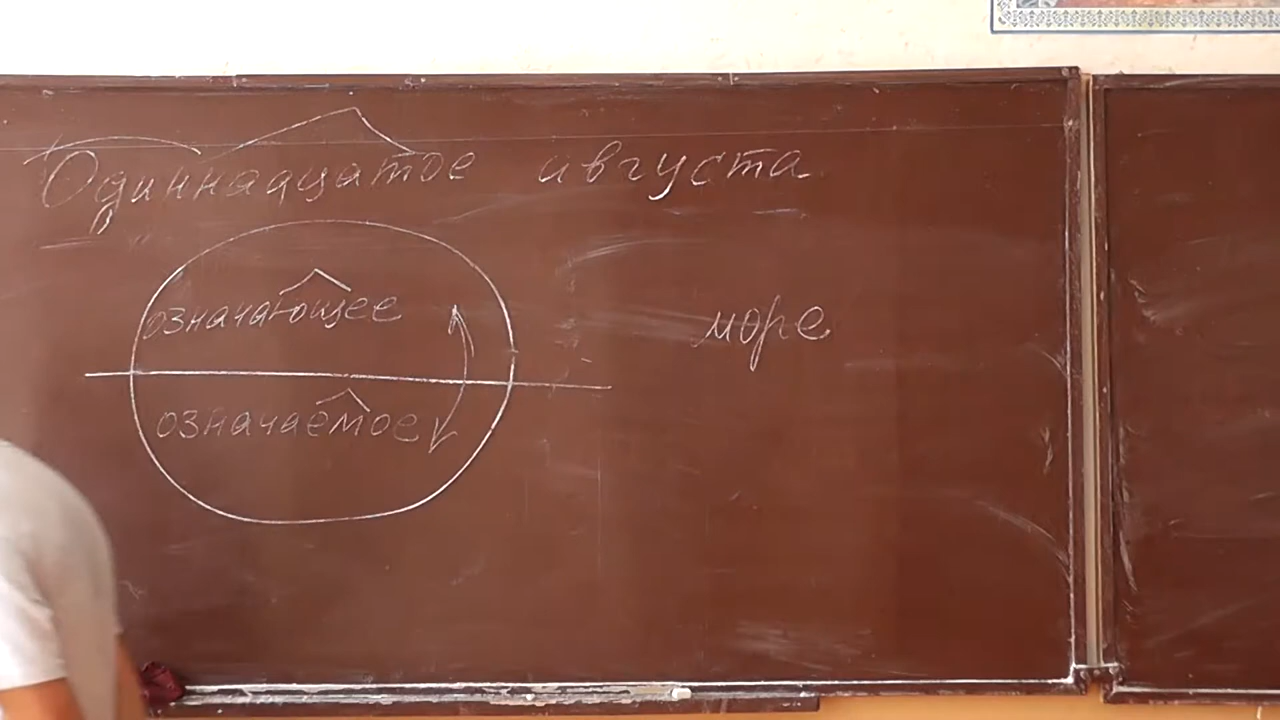 Одиннадцатое августа
означающее
море
означаемое